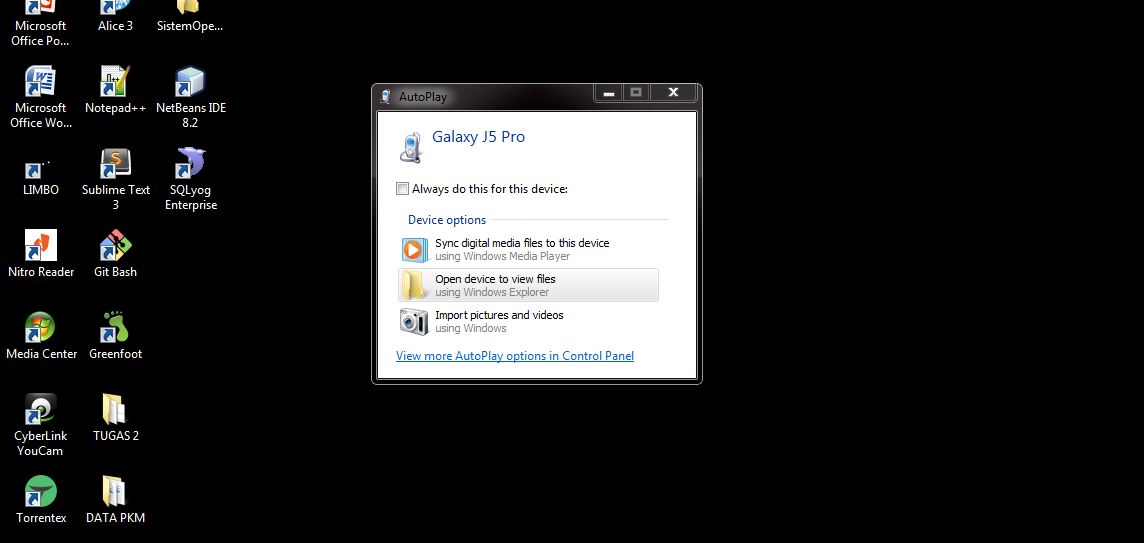 Microsoft
Office Po...
Alice 3
SistemOpe...
Microsoft
Office Wo...
Notepad++
NetBeans IDE
8.2
LIMBO
Sublime Text
3
SQLyog
Enterprise
Nitro Reader
Git Bash
Media Center
Greenfoot
CyberLink
YouCam
TUGAS 2
Torrentex
DATA PKM
AutoPlay
Galaxy J5 Pro
Always do this for this device:
Device options
Sync digital media files to this device
using Windows Media Player
Open device to view files
using Windows Explorer
Import pictures and videos
using Windows
View more AutoPlay options in Control Panel